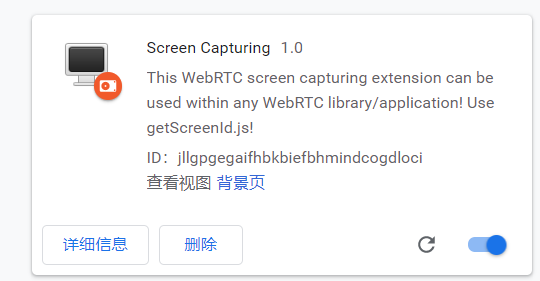 Screen Capturing 1.0
This WebRTC screen capturing extension can be
used within any WebRTC library/application! Use
getScreenId.js!
ID：jllgpgegaifhbkbiefbhmindcogdloci
查看视图 背景页
详细信息 删除